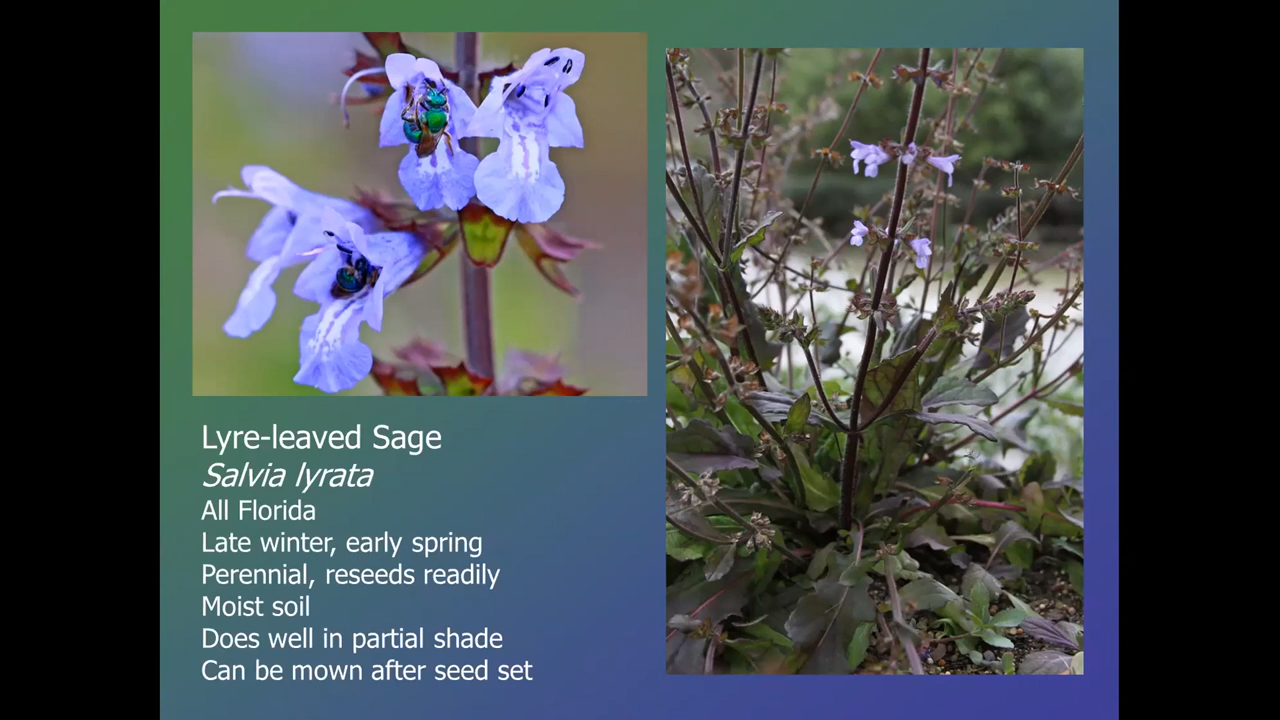 Lyre-leaved Sage
Salvia lyrata
All Florida
Late winter, early spring
Perennial, reseeds readily
Moist soil
Does well in partial shade
Can be mown after seed set